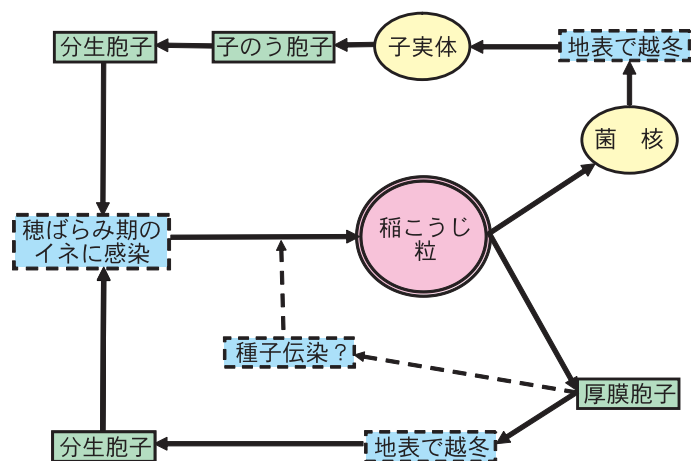 分生胞子
子のう胞子
子実体
地表で越冬
菌 核
穂ばらみ期の
イネに感染
稲こうじ
粒
種子伝染？
厚膜胞子
分生胞子
地表で越冬